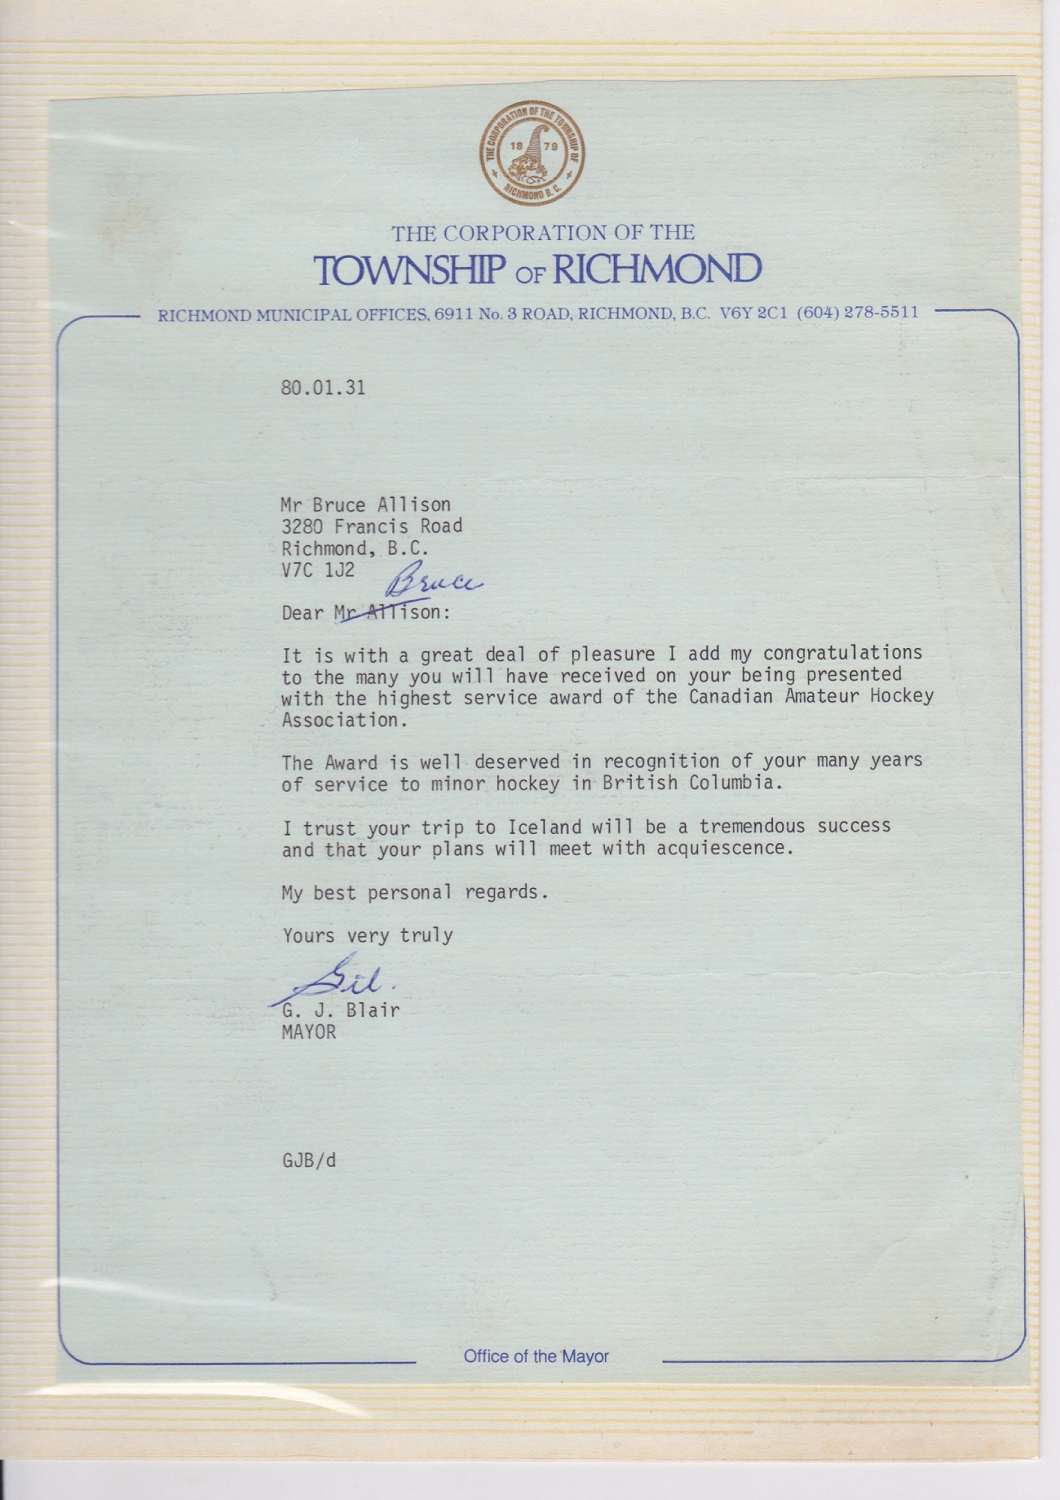 THE CORPORATION OF THE TOWNSHIP OF
18 79
RICHMOND B.C.
THE CORPORATION OF THE
TOWNSHIP OF RICHMOND
RICHMOND MUNICIPAL OFFICES, 6911 No. 3 ROAD, RICHMOND, B.C. V6Y 2C1 (604) 278-5511
80.01.31
Mr Bruce Allison
3280 Francis Road
Richmond, B.C.
V7C 1J2
Bruce
Dear Mr Allison:
It is with a great deal of pleasure I add my congratulations
to the many you will have received on your being presented
with the highest service award of the Canadian Amateur Hockey
Association.
The Award is well deserved in recognition of your many years
of service to minor hockey in British Columbia.
I trust your trip to Iceland will be a tremendous success
and that your plans will meet with acquiescence.
My best personal regards.
Yours very truly
Gil.
G. J. Blair
MAYOR
GJB/d
Office of the Mayor